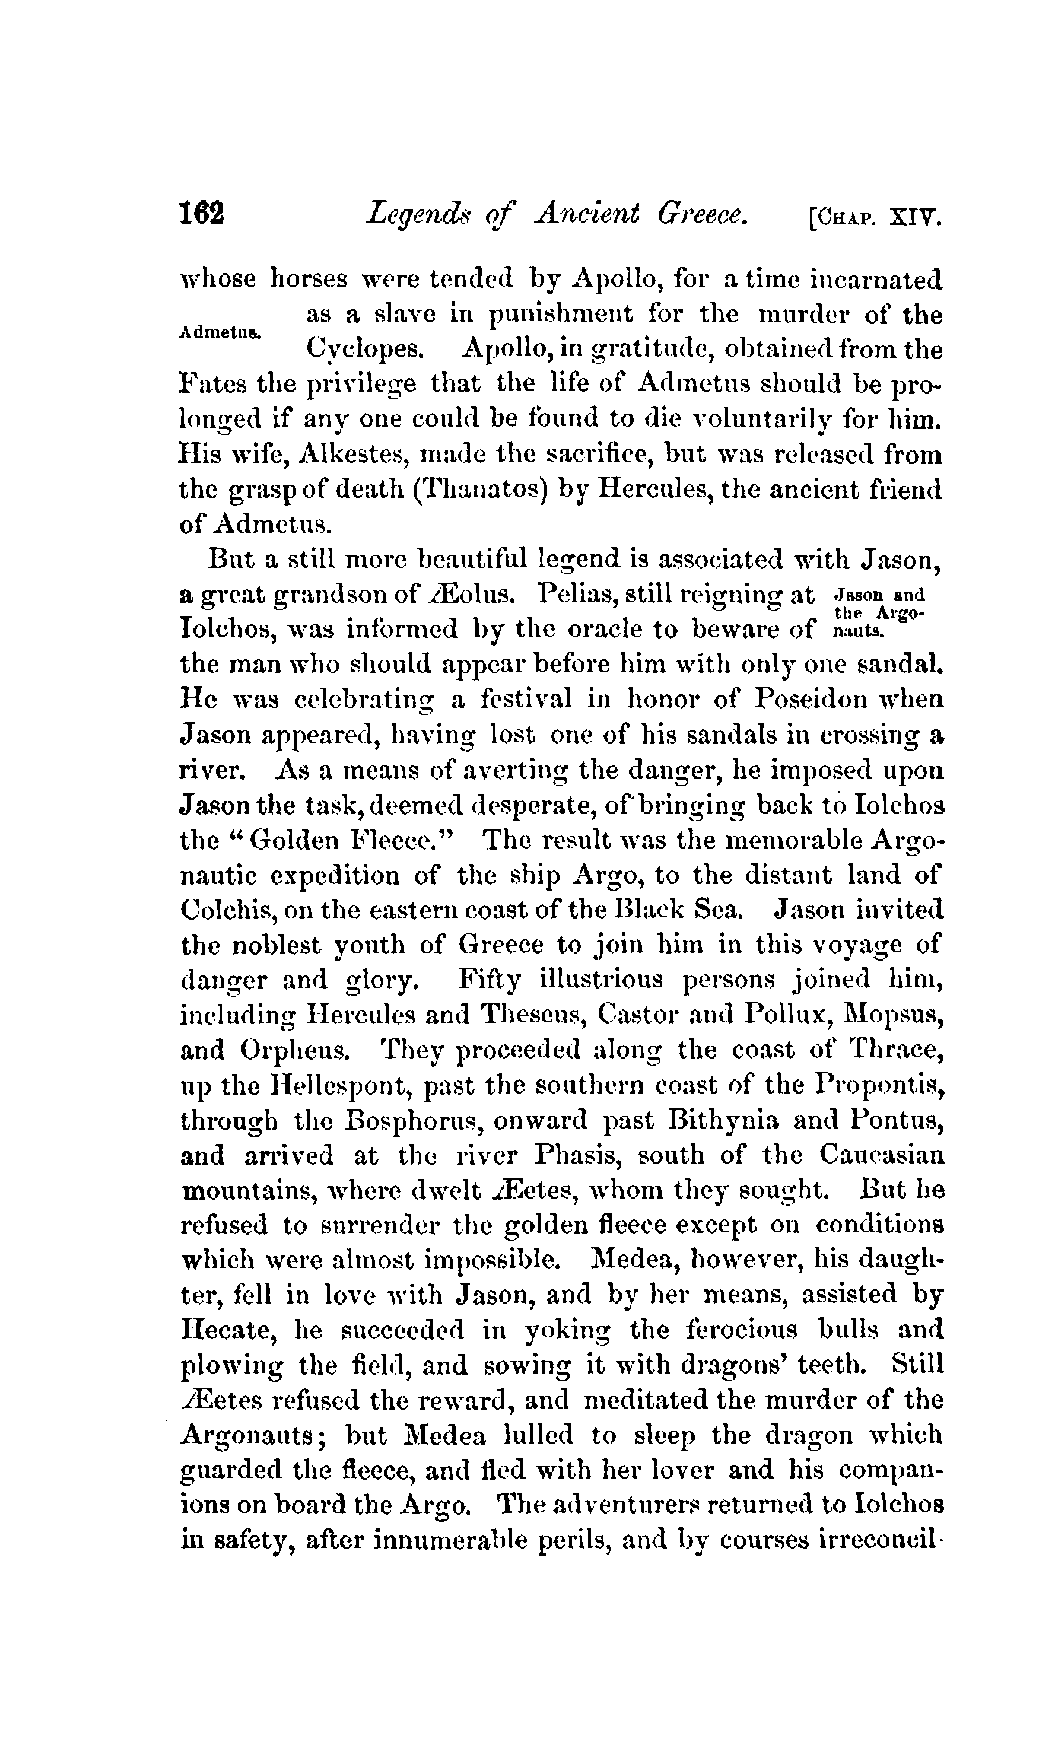 162 Legends of Ancient Greece. [CHAP. XIV.
whose horses were tended by Apollo, for a time incarnated
as a slave in punishment for the murder of the
Admetus.
Cyclopes. Apollo, in gratitude, obtained from the
Fates the privilege that the life of Admetus should be pro-
longed if any one could be found to die voluntarily for him.
His wife, Alkestes, made the sacrifice, but was released from
the grasp of death (Thanatos) by Hercules, the ancient friend
of Admetus.
But a still more beautiful legend is associated with Jason,
a great grandson of Æolus. Pelias, still reigning at
Jason and
the Argo-
nauts.
Iolchos, was informed by the oracle to beware of
the man who should appear before him with only one sandal.
He was celebrating a festival in honor of Poseidon when
Jason appeared, having lost one of his sandals in crossing a
river. As a means of averting the danger, he imposed upon
Jason the task, deemed desperate, of bringing back to Iolchos
the “Golden Fleece.” The result was the memorable Argo-
nautic expedition of the ship Argo, to the distant land of
Colchis, on the eastern coast of the Black Sea. Jason invited
the noblest youth of Greece to join him in this voyage of
danger and glory. Fifty illustrious persons joined him,
including Hercules and Theseus, Castor and Pollux, Mopsus,
and Orpheus. They proceeded along the coast of Thrace,
up the Hellespont, past the southern coast of the Propontis,
through the Bosphorus, onward past Bithynia and Pontus,
and arrived at the river Phasis, south of the Caucasian
mountains, where dwelt Æetes, whom they sought. But he
refused to surrender the golden fleece except on conditions
which were almost impossible. Medea, however, his daugh-
ter, fell in love with Jason, and by her means, assisted by
Hecate, he succeeded in yoking the ferocious bulls and
plowing the field, and sowing it with dragons’ teeth. Still
Æetes refused the reward, and meditated the murder of the
Argonauts; but Medea lulled to sleep the dragon which
guarded the fleece, and fled with her lover and his compan-
ions on board the Argo. The adventurers returned to Iolchos
in safety, after innumerable perils, and by courses irreconcil-